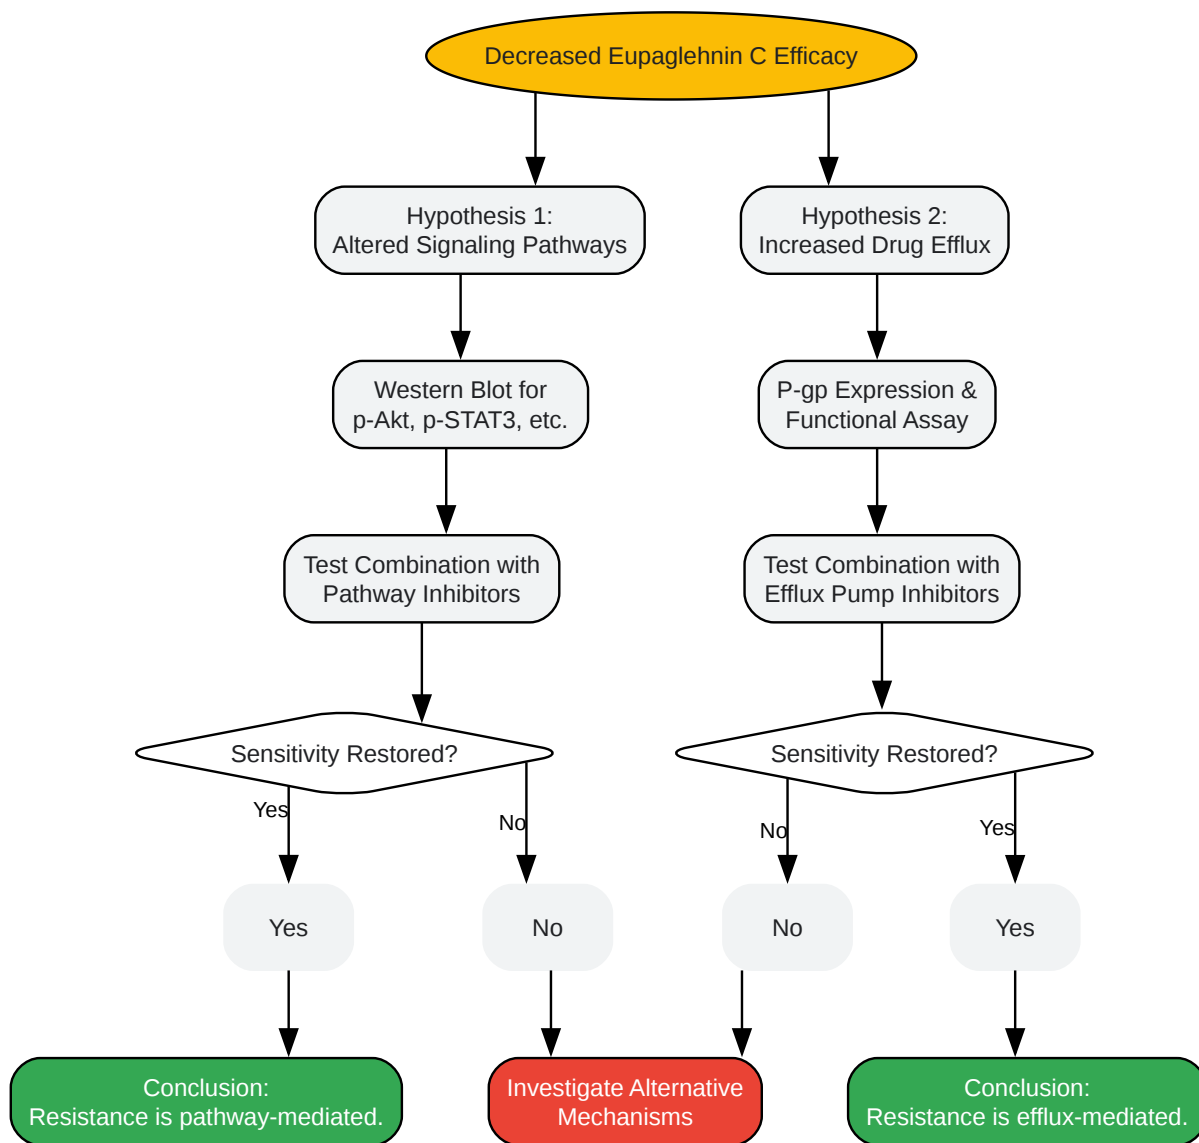 Decreased Eupaglehnin C Efficacy
Hypothesis 1:
Altered Signaling Pathways
Hypothesis 2:
Increased Drug Efflux
Western Blot for
p-Akt, p-STAT3, etc.
P-gp Expression &
Functional Assay
Test Combination with
Pathway Inhibitors
Test Combination with
Efflux Pump Inhibitors
Sensitivity Restored?
Sensitivity Restored?
Yes
No
No
Yes
Yes
No
No
Yes
Conclusion:
Resistance is pathway-mediated.
Investigate Alternative
Mechanisms
Conclusion:
Resistance is efflux-mediated.